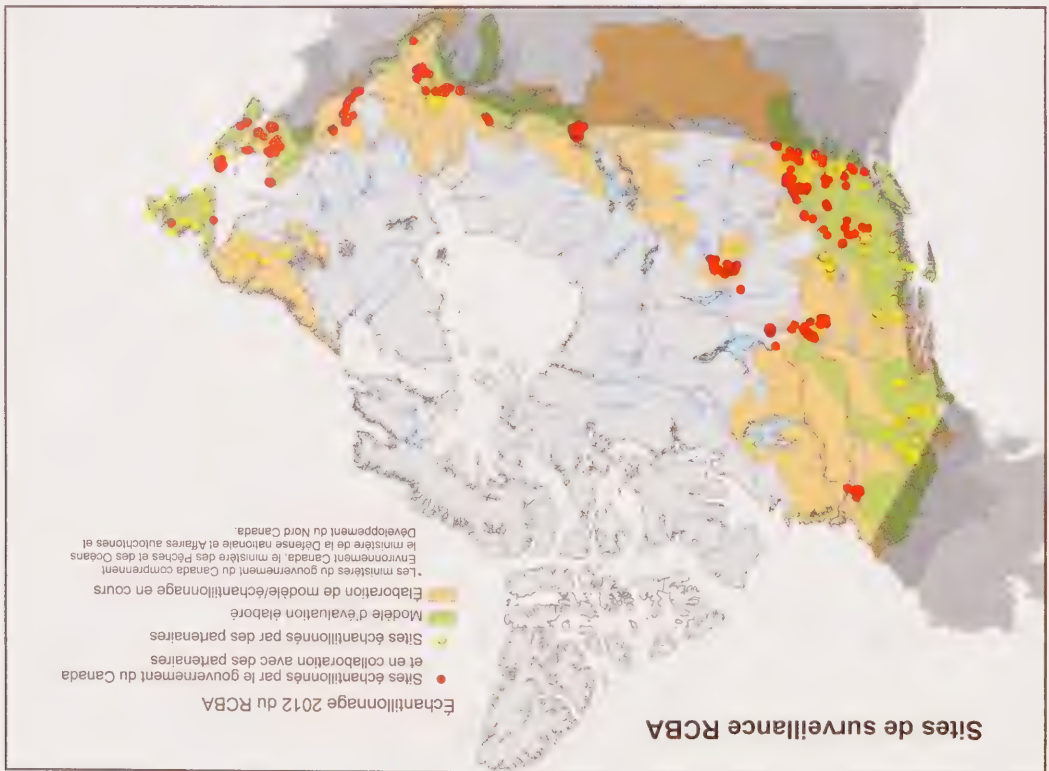 Sites de surveillance RCBA
Échantillonnage 2012 du RCBA
Sites échantillonnés par le gouvernement du Canada
et en collaboration avec des partenaires
Sites échantillonnés par des partenaires
Modèle d'évaluation élaboré
Élaboration de modèle/échantillonnage en cours
*Les ministères du gouvernement du Canada comprennent
Environnement Canada, le ministère des Pêches et des Océans
le ministère de la Défense nationale et Affaires autochtones et
Développement du Nord Canada.